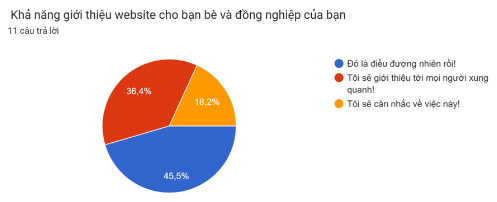 Khả năng giới thiệu website cho bạn bè và đồng nghiệp của bạn
11 câu trả lời
Đó là điều đương nhiên rồi!
Tôi sẽ giới thiệu tới mọi người xung
quanh!
Tôi sẽ cân nhắc về việc này!
36,4%
18,2%
45,5%